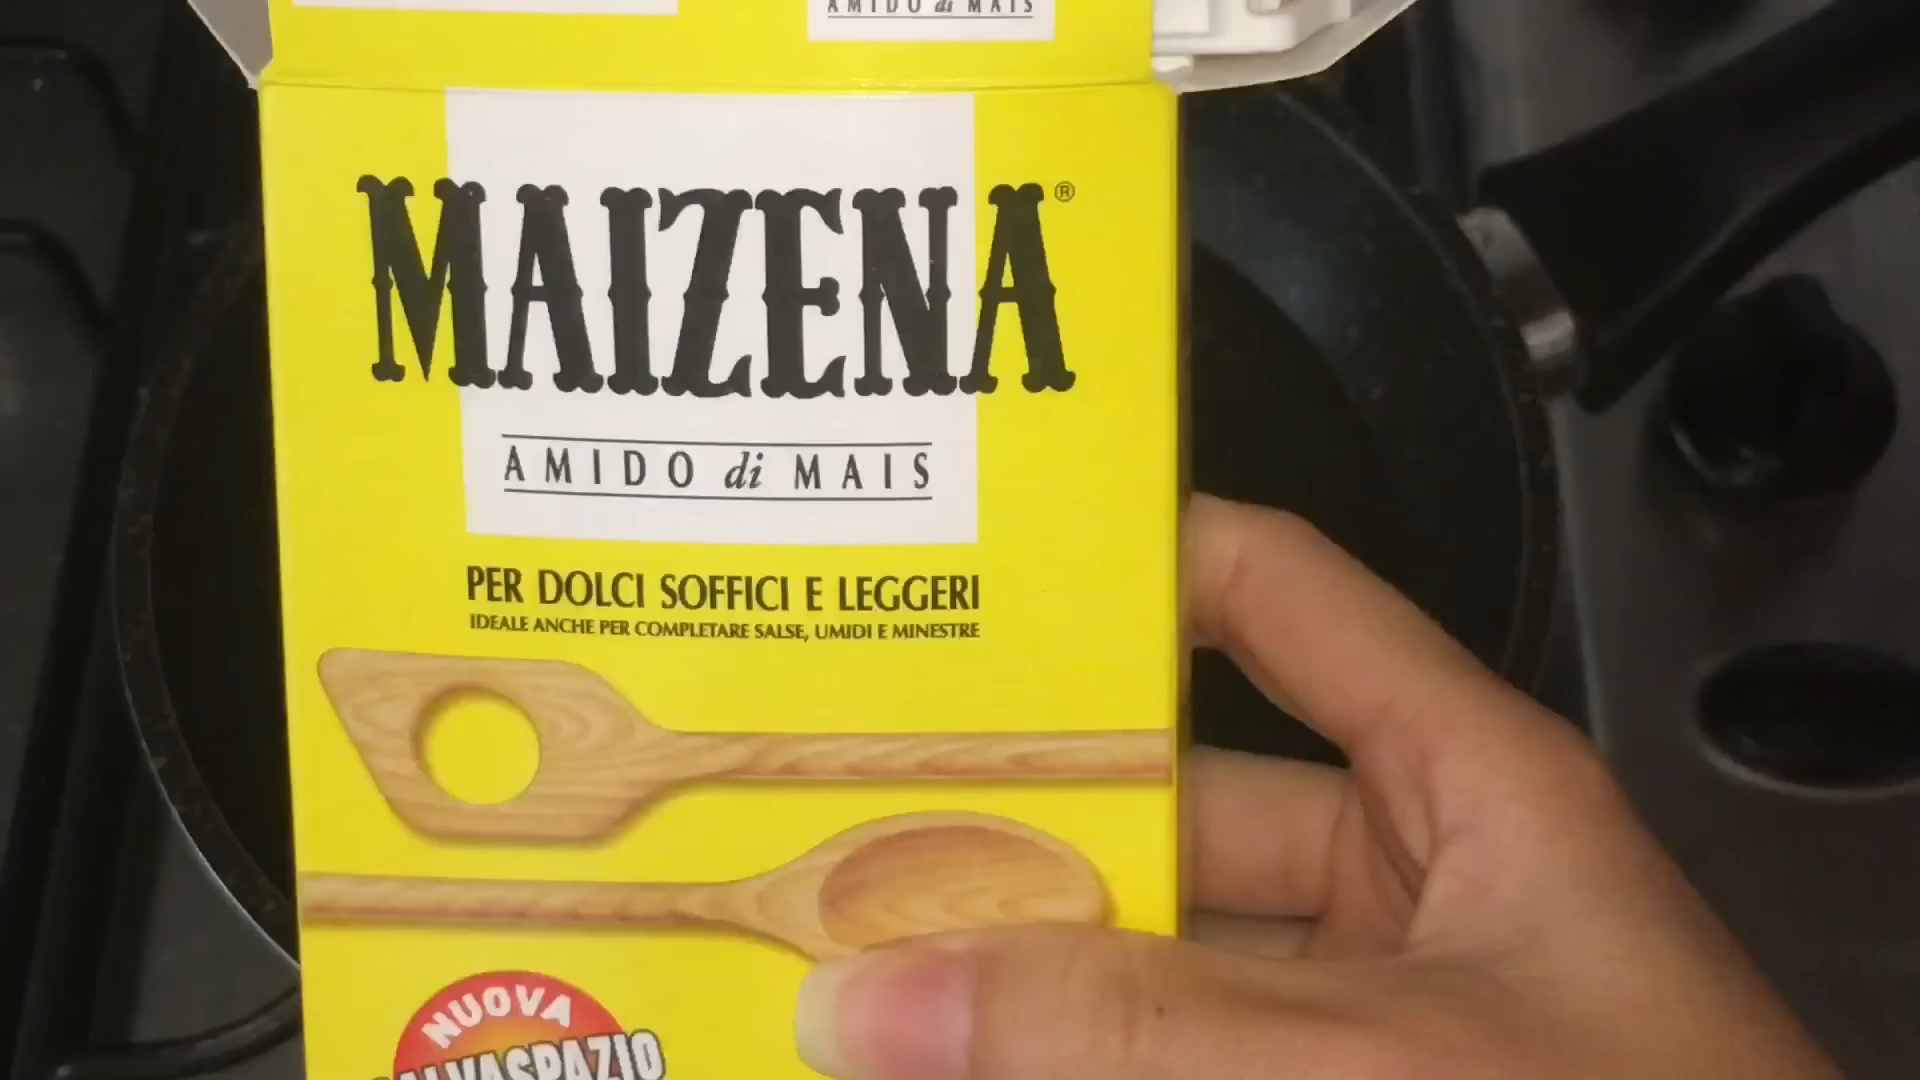 AMIDO di MAIS
MAIZENA®
AMIDO di MAIS
PER DOLCI SOFFICI E LEGGERI
IDEALE ANCHE PER COMPLETARE SALSE, UMIDI E MINESTRE
NUOVA